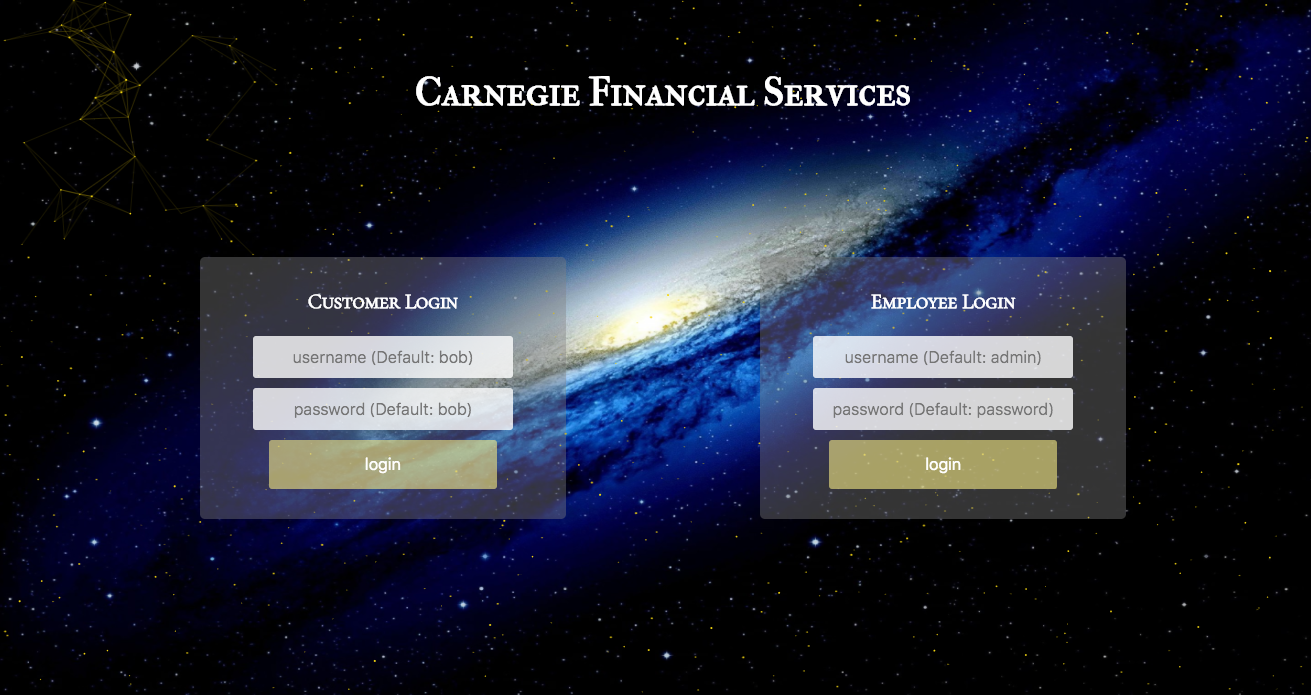 Carnegie Financial Services
Customer Login
username (Default: bob)
password (Default: bob)
login
Employee Login
username (Default: admin)
password (Default: password)
login